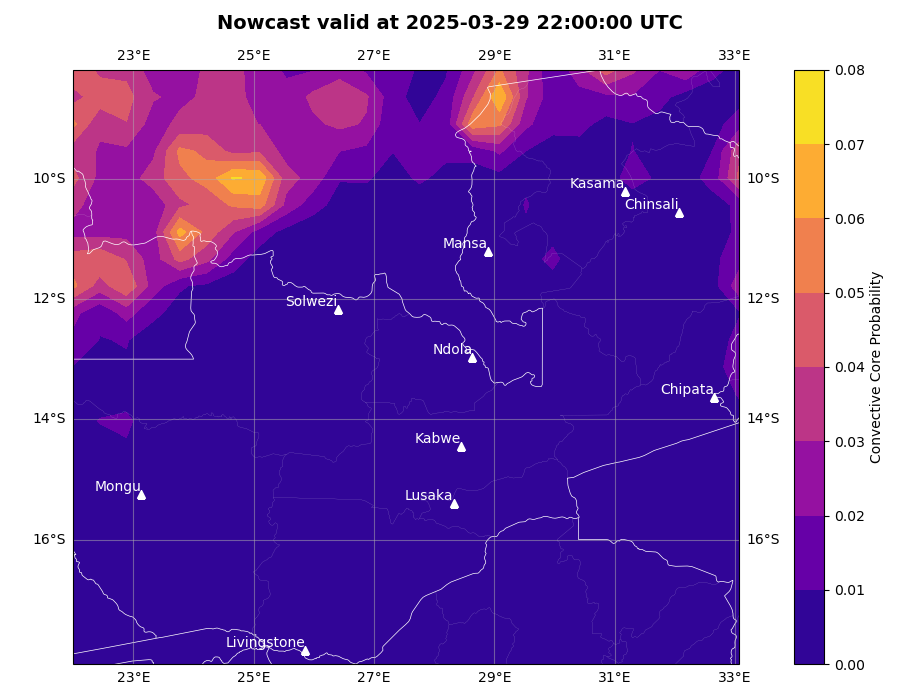 Nowcast valid at 2025-03-29 22:00:00 UTC
23°E 25°E 27°E 29°E 31°E 33°E
0.08
0.07
10°S Kasama 10°S
Chinsali
0.06
Mansa
0.05
12°S Solwezi 12°S
Ndola
0.04
Chipata
14°S 14°S
Kabwe
0.03
Mongu Lusaka
0.02
16°S 16°S
0.01
Livingstone
0.00
23°E 25°E 27°E 29°E 31°E 33°E
Convective Core Probability